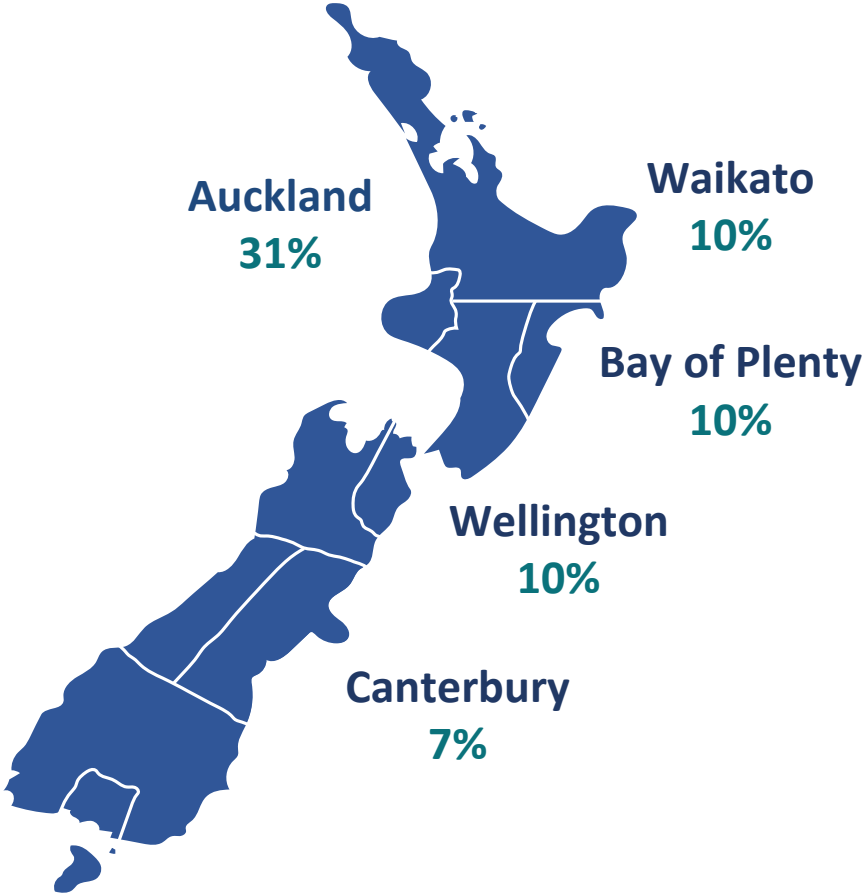 Auckland
31%
Waikato
10%
Bay of Plenty
10%
Wellington
10%
Canterbury
7%